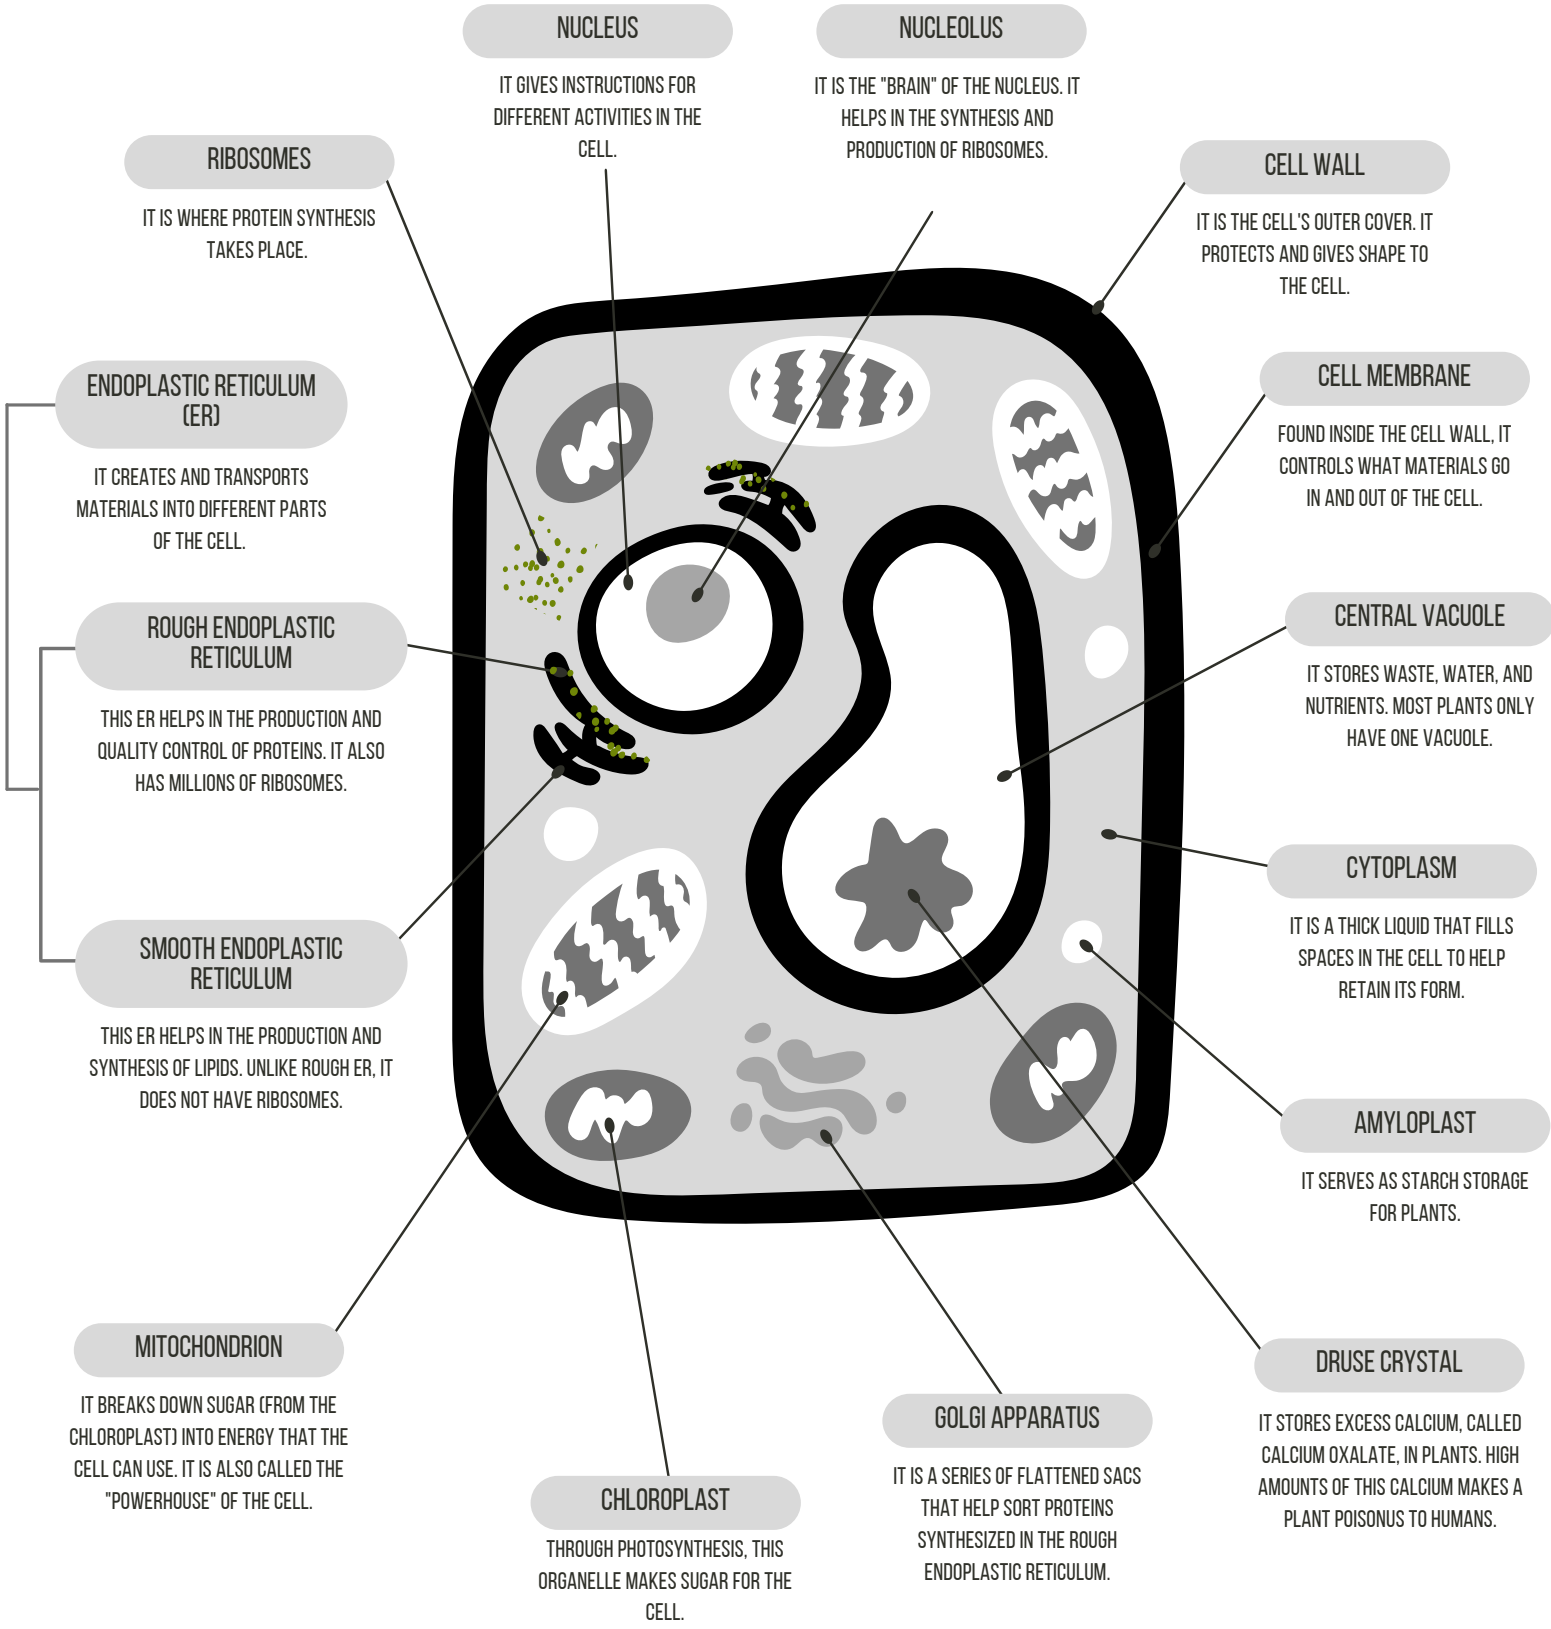 NUCLEUS
IT GIVES INSTRUCTIONS FOR
DIFFERENT ACTIVITIES IN THE
CELL.
NUCLEOLUS
IT IS THE "BRAIN" OF THE NUCLEUS. IT
HELPS IN THE SYNTHESIS AND
PRODUCTION OF RIBOSOMES.
RIBOSOMES
IT IS WHERE PROTEIN SYNTHESIS
TAKES PLACE.
CELL WALL
IT IS THE CELL'S OUTER COVER. IT
PROTECTS AND GIVES SHAPE TO
THE CELL.
ENDOPLASTIC RETICULUM
(ER)
IT CREATES AND TRANSPORTS
MATERIALS INTO DIFFERENT PARTS
OF THE CELL.
CELL MEMBRANE
FOUND INSIDE THE CELL WALL, IT
CONTROLS WHAT MATERIALS GO
IN AND OUT OF THE CELL.
ROUGH ENDOPLASTIC
RETICULUM
THIS ER HELPS IN THE PRODUCTION AND
QUALITY CONTROL OF PROTEINS. IT ALSO
HAS MILLIONS OF RIBOSOMES.
CENTRAL VACUOLE
IT STORES WASTE, WATER, AND
NUTRIENTS. MOST PLANTS ONLY
HAVE ONE VACUOLE.
CYTOPLASM
IT IS A THICK LIQUID THAT FILLS
SPACES IN THE CELL TO HELP
RETAIN ITS FORM.
SMOOTH ENDOPLASTIC
RETICULUM
THIS ER HELPS IN THE PRODUCTION AND
SYNTHESIS OF LIPIDS. UNLIKE ROUGH ER, IT
DOES NOT HAVE RIBOSOMES.
AMYLOPLAST
IT SERVES AS STARCH STORAGE
FOR PLANTS.
MITOCHONDRION
IT BREAKS DOWN SUGAR (FROM THE
CHLOROPLAST) INTO ENERGY THAT THE
CELL CAN USE. IT IS ALSO CALLED THE
"POWERHOUSE" OF THE CELL.
CHLOROPLAST
THROUGH PHOTOSYNTHESIS, THIS
ORGANELLE MAKES SUGAR FOR THE
CELL.
GOLGI APPARATUS
IT IS A SERIES OF FLATTENED SACS
THAT HELP SORT PROTEINS
SYNTHESIZED IN THE ROUGH
ENDOPLASTIC RETICULUM.
DRUSE CRYSTAL
IT STORES EXCESS CALCIUM, CALLED
CALCIUM OXALATE, IN PLANTS. HIGH
AMOUNTS OF THIS CALCIUM MAKES A
PLANT POISONUS TO HUMANS.